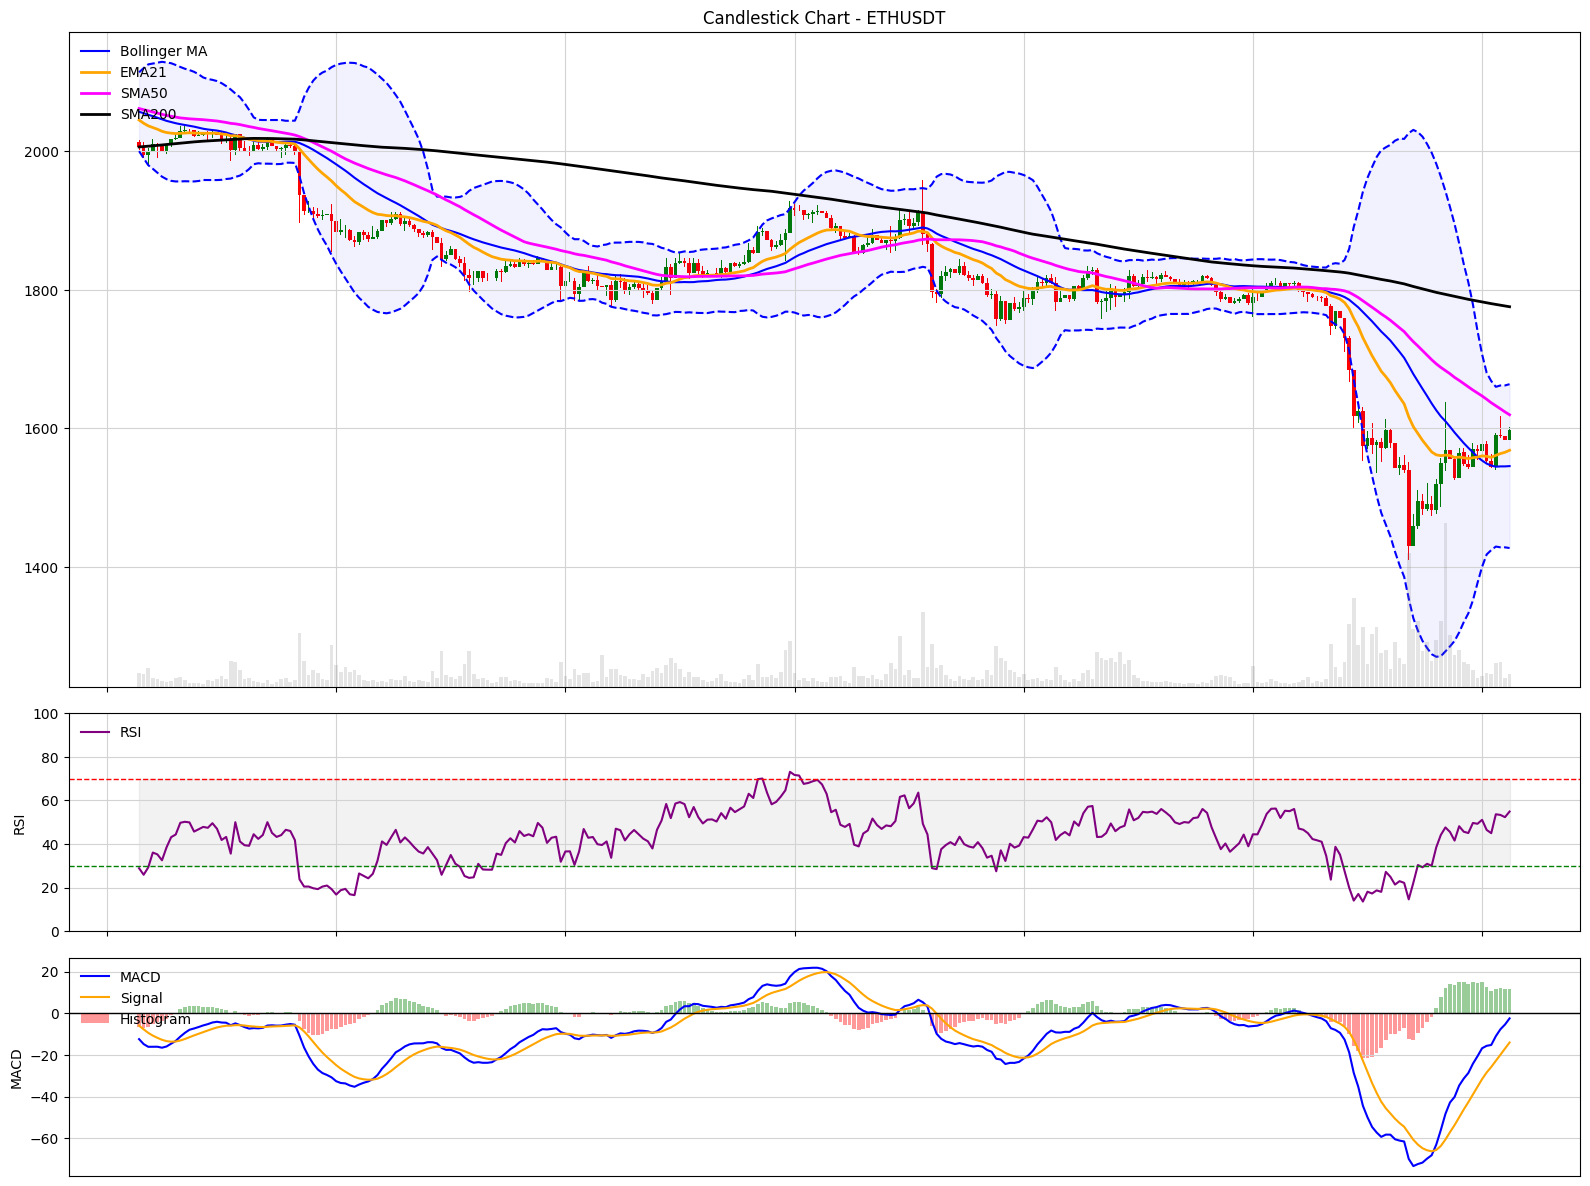 Candlestick Chart - ETHUSDT
Bollinger MA
EMA21
SMA50
SMA200
2000
1800
1600
1400
100
80
60
40
20
0
RSI
RSI
20
0
−20
−40
−60
MACD
MACD
Signal
Histogram